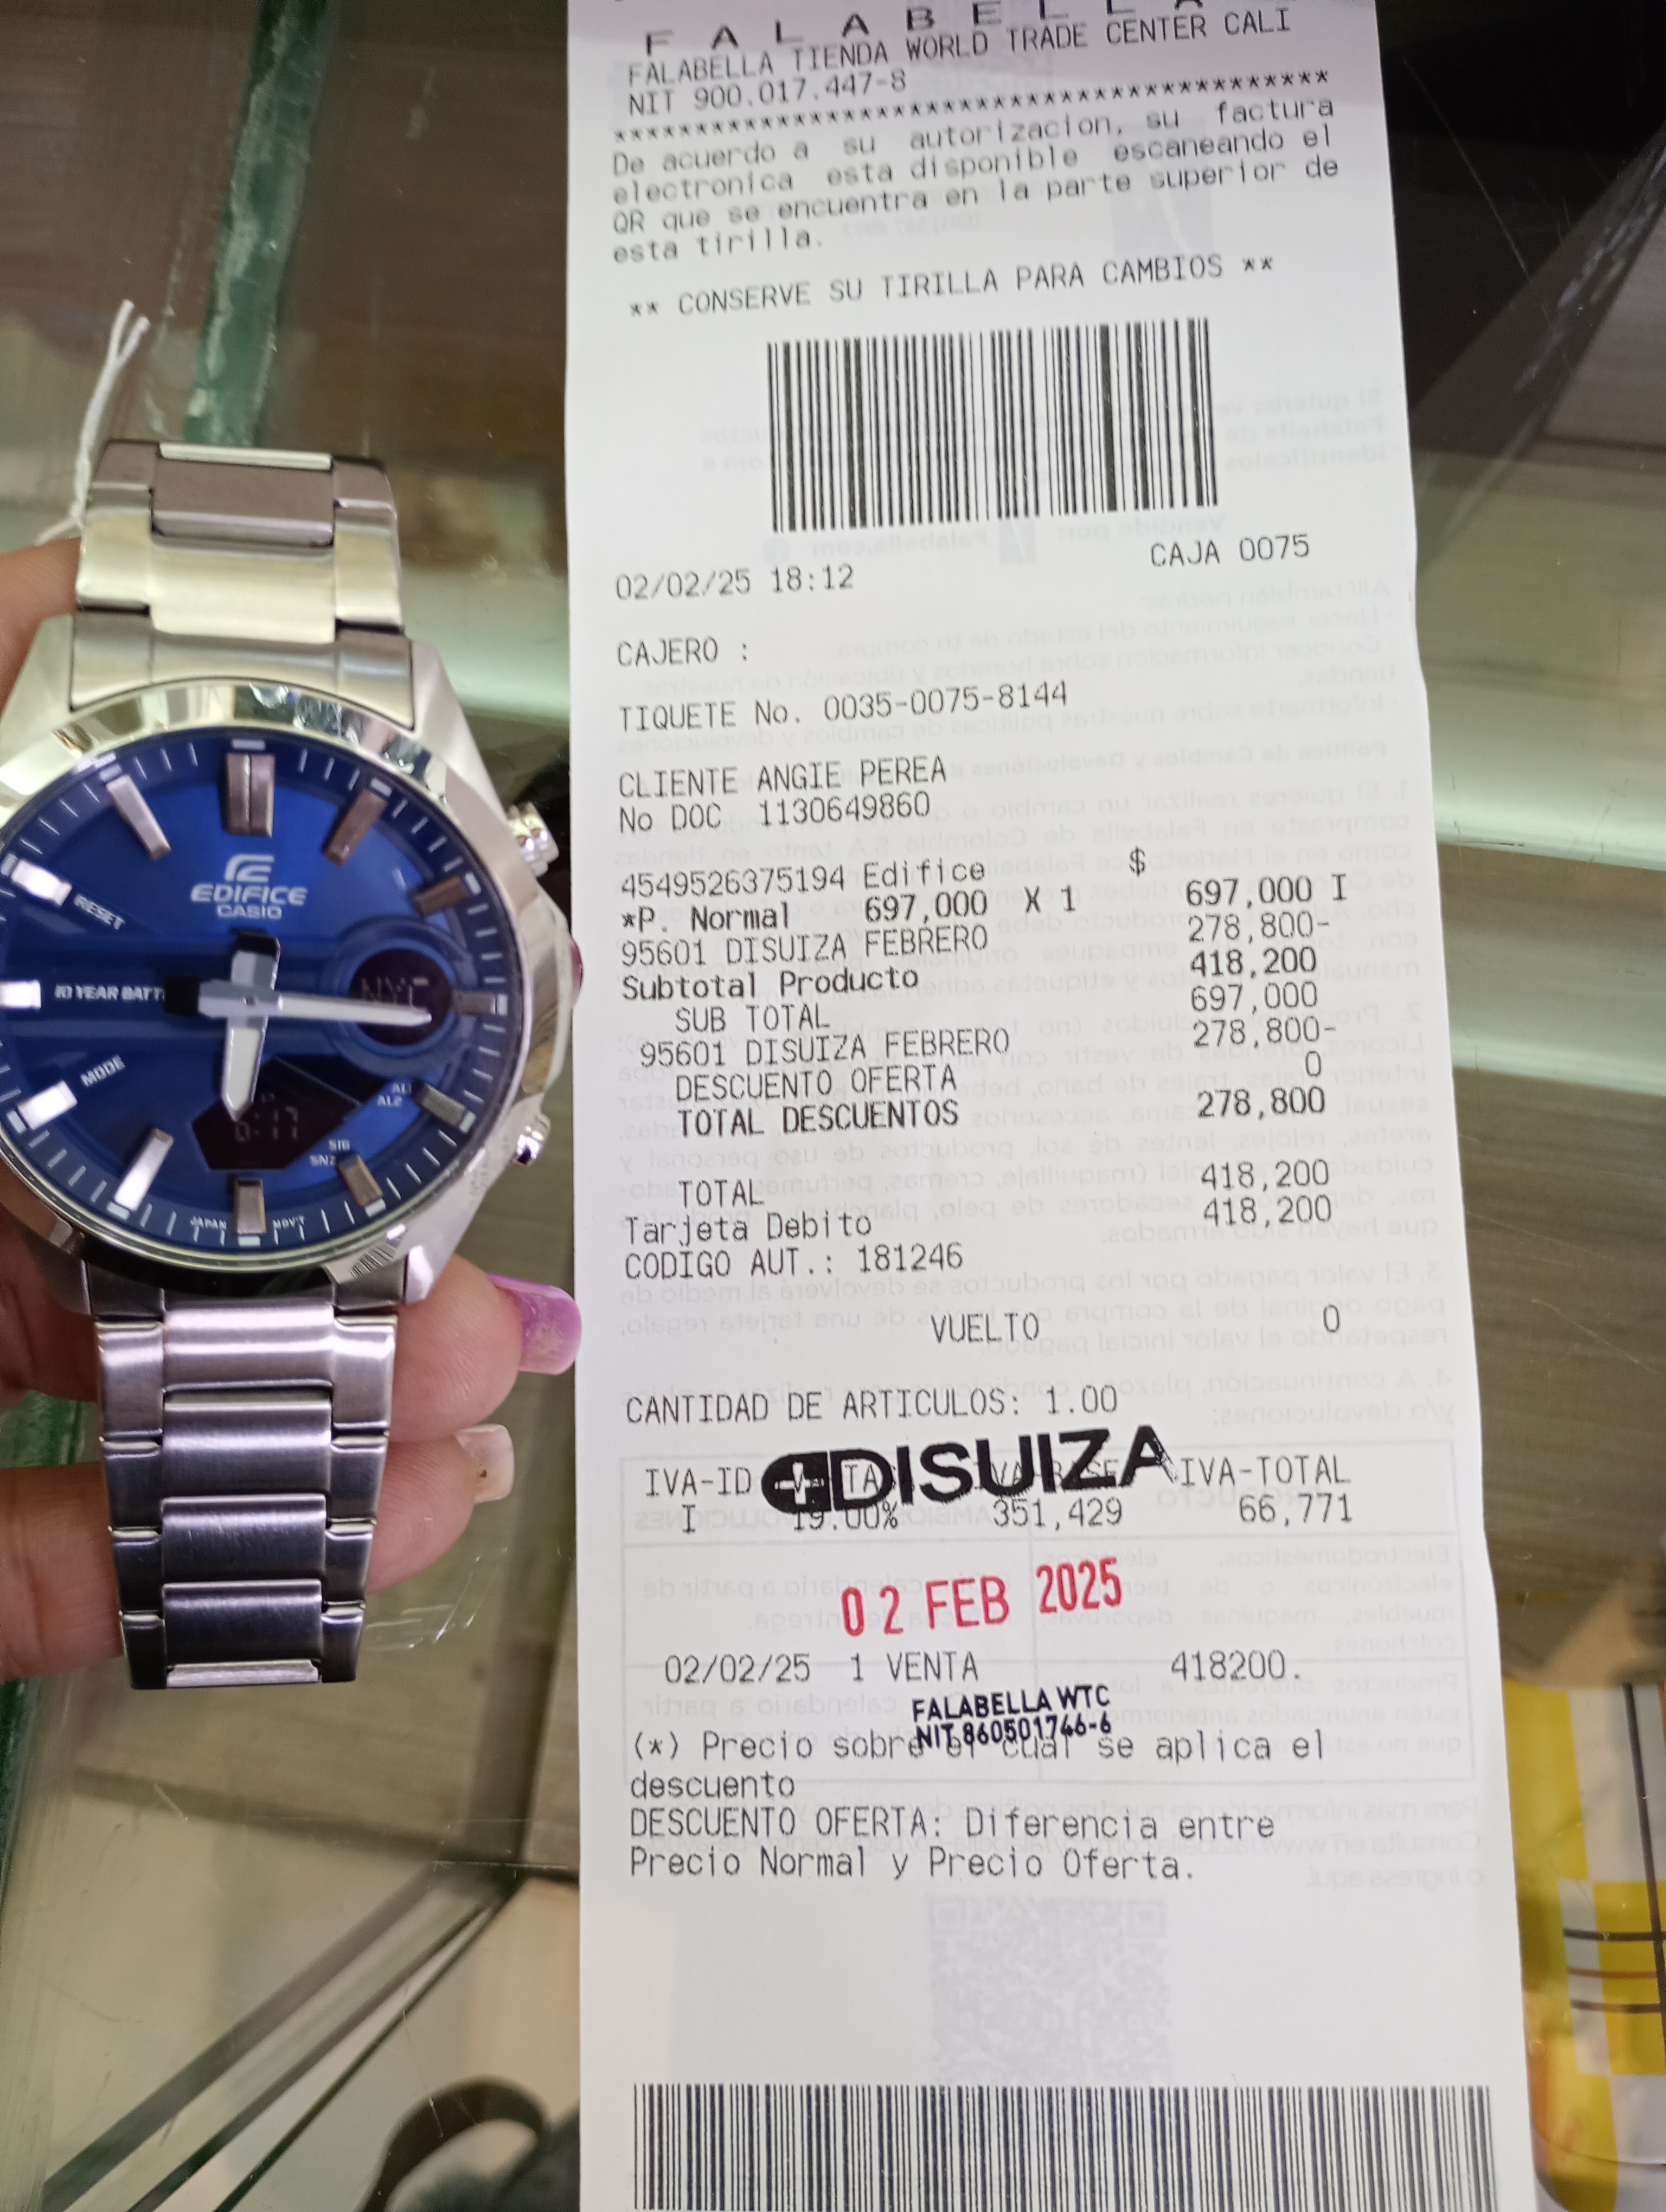 FALABELLA
FALABELLA TIENDA WORLD TRADE CENTER CALI
NIT 900.017.447-8
De acuerdo a su autorizacion, su factura
electronica esta disponible escaneando el
QR que se encuentra en la parte superior de
esta tirilla.
** CONSERVE SU TIRILLA PARA CAMBIOS **
CAJA 0075
02/02/25 18:12
CAJERO :
TIQUETE No. 0035-0075-8144
CLIENTE ANGIE PEREA
No DOC 1130649860
$
4549526375194 Edifice 697,000 I
*P. Normal 697,000 X 1
95601 DISUIZA FEBRERO 278,800-
Subtotal Producto 418,200
SUB TOTAL 697,000
95601 DISUIZA FEBRERO 278,800-
DESCUENTO OFERTA 0
TOTAL DESCUENTOS 278,800
TOTAL 418,200
Tarjeta Debito 418,200
CODIGO AUT.: 181246
VUELTO 0
CANTIDAD DE ARTICULOS: 1.00
DISUIZA
IVA-ID IVA-TOTAL
I 19.00% 351,429 66,771
02 FEB 2025
02/02/25 1 VENTA 418200.
FALABELLA WTC
NIT 860501746-6
(*) Precio sobre el cual se aplica el
descuento
DESCUENTO OFERTA: Diferencia entre
Precio Normal y Precio Oferta.
EDIFICE
CASIO
RESET
10 YEAR BATT
MODE
AL2
SIG
JAPAN MOV'T